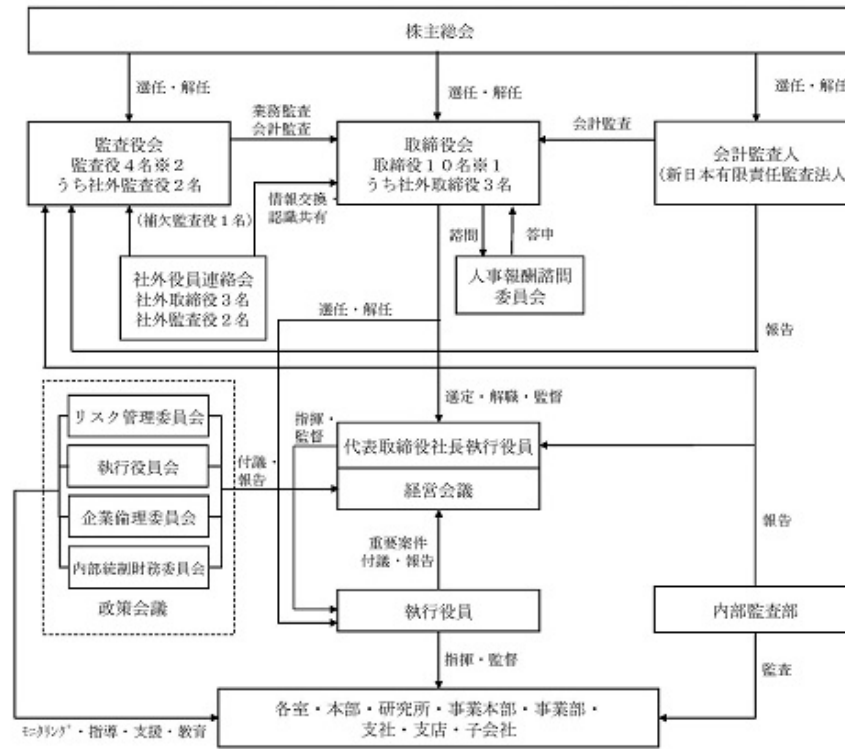 株主総会
選任・解任
選任・解任
選任・解任
業務監査
会計監査
会計監査
監査役会
監査役4名※2
うち社外監査役2名
取締役会
取締役10名※1
うち社外取締役3名
会計監査人
(新日本有限責任監査法人)
(補欠監査役1名)
情報交換・
認識共有
諮問
答申
社外役員連絡会
社外取締役3名
社外監査役2名
人事報酬諮問
委員会
選任・解任
報告
選定・解職・監督
リスク管理委員会
執行役員会
企業倫理委員会
内部統制財務委員会
政策会議
付議・
報告
指揮・
監督
代表取締役社長執行役員
経営会議
重要案件
付議・報告
報告
執行役員
内部監査部
指揮・監督
監査
各室・本部・研究所・事業本部・事業部・
支社・支店・子会社
ﾓﾆﾀﾘﾝｸﾞ・指導・支援・教育